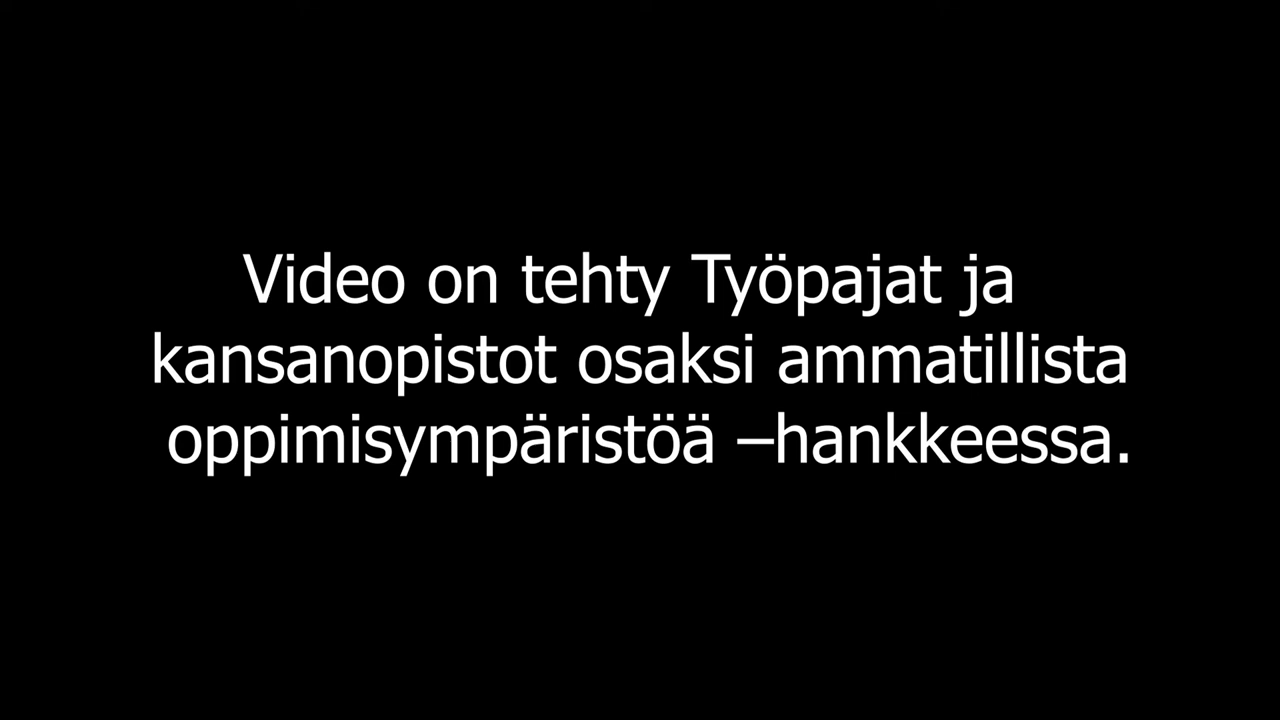 Video on tehty Työpajat ja
kansanopistot osaksi ammatillista
oppimisympäristöä –hankkeessa.